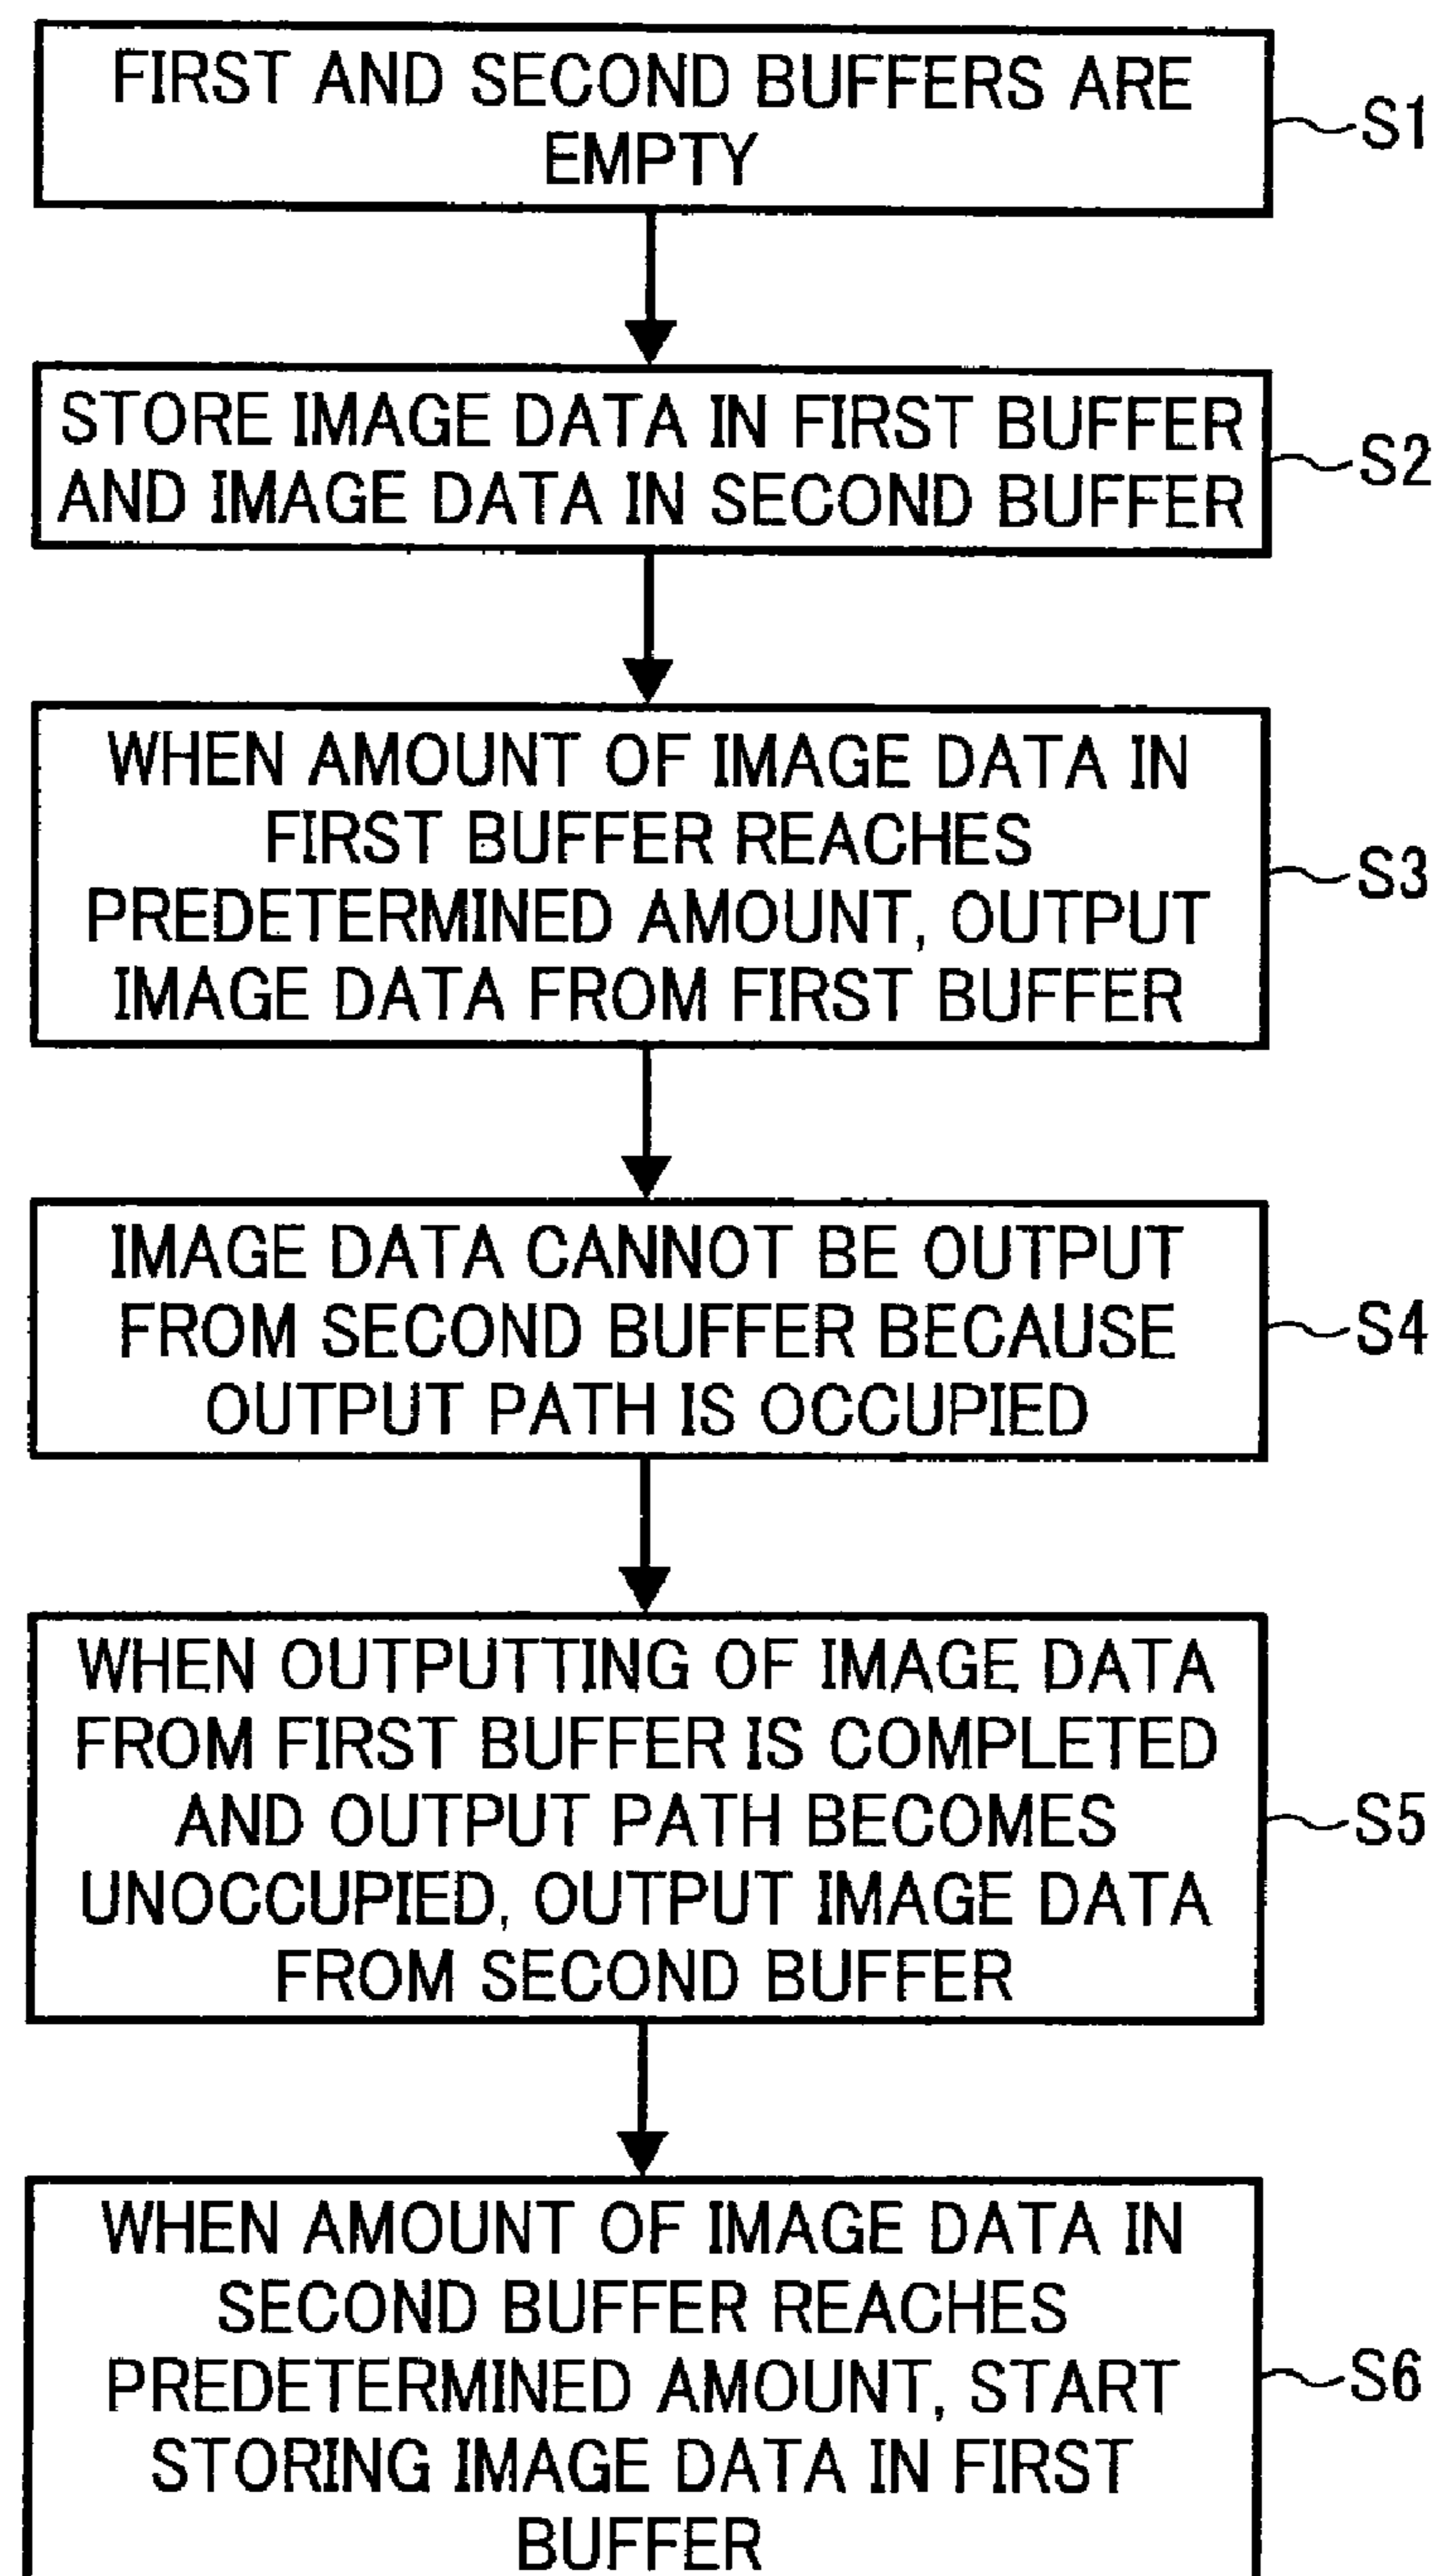 FIRST AND SECOND BUFFERS ARE
EMPTY
S1
STORE IMAGE DATA IN FIRST BUFFER
AND IMAGE DATA IN SECOND BUFFER
S2
WHEN AMOUNT OF IMAGE DATA IN
FIRST BUFFER REACHES
PREDETERMINED AMOUNT, OUTPUT
IMAGE DATA FROM FIRST BUFFER
S3
IMAGE DATA CANNOT BE OUTPUT
FROM SECOND BUFFER BECAUSE
OUTPUT PATH IS OCCUPIED
S4
WHEN OUTPUTTING OF IMAGE DATA
FROM FIRST BUFFER IS COMPLETED
AND OUTPUT PATH BECOMES
UNOCCUPIED, OUTPUT IMAGE DATA
FROM SECOND BUFFER
S5
WHEN AMOUNT OF IMAGE DATA IN
SECOND BUFFER REACHES
PREDETERMINED AMOUNT, START
STORING IMAGE DATA IN FIRST
BUFFER
S6